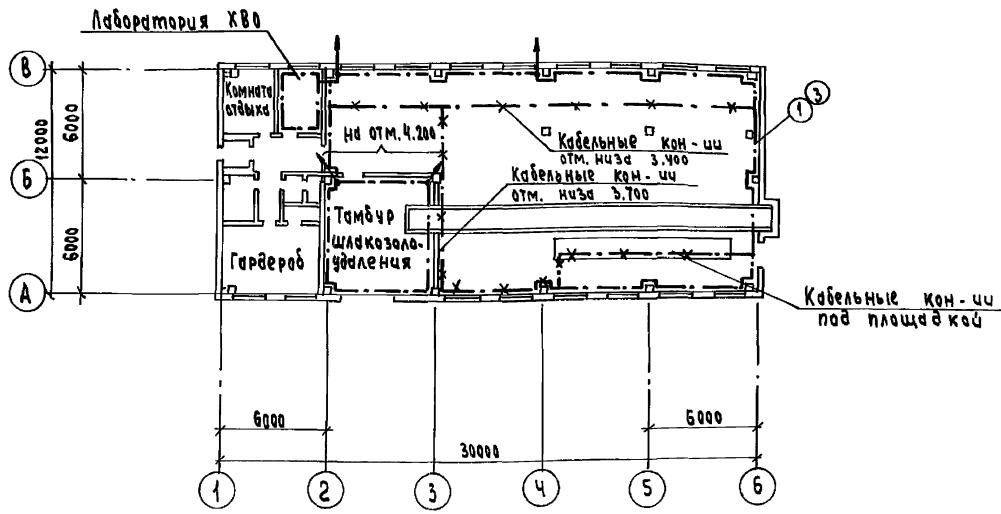 Лаборатория ХВО
В
Комната
отдыха
6000
12000
на отм. 4.200
1
3
Кабельные кон-ии
отм. низа 3.400
Кабельные кон-ии
отм. низа 3.700
Б
Тамбур
шлакозоло-
удаления
6000
Гардероб
А
Кабельные кон-ии
под площадкой
6000
6000
30000
1
2
3
4
5
6